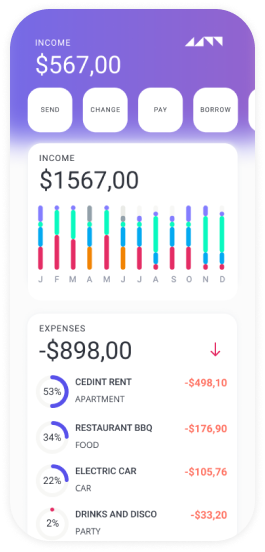 INCOME
$567,00
SEND CHANGE PAY BORROW
INCOME
$1567,00
J F M A M J J A S O N D
EXPENSES
-$898,00
53% CEDINT RENT -$498,10
APARTMENT
34% RESTAURANT BBQ -$176,90
FOOD
22% ELECTRIC CAR -$105,76
CAR
2% DRINKS AND DISCO -$33,20
PARTY